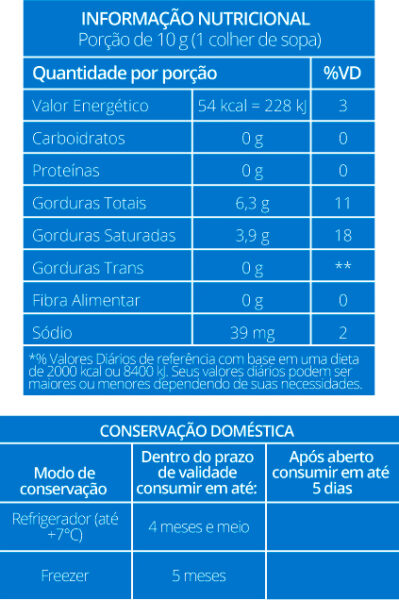 INFORMAÇÃO NUTRICIONAL
Porção de 10 g (1 colher de sopa)
Quantidade por porção %VD
Valor Energético 54 kcal = 228 kJ 3
Carboidratos 0 g 0
Proteínas 0 g 0
Gorduras Totais 6,3 g 11
Gorduras Saturadas 3,9 g 18
Gorduras Trans 0 g **
Fibra Alimentar 0 g 0
Sódio 39 mg 2
*% Valores Diários de referência com base em uma dieta
de 2000 kcal ou 8400 kJ. Seus valores diários podem ser
maiores ou menores dependendo de suas necessidades.
CONSERVAÇÃO DOMÉSTICA
Modo de
conservação
Dentro do prazo
de validade
consumir em até:
Após aberto
consumir em até
5 dias
Refrigerador (até
+7°C)
4 meses e meio
Freezer 5 meses